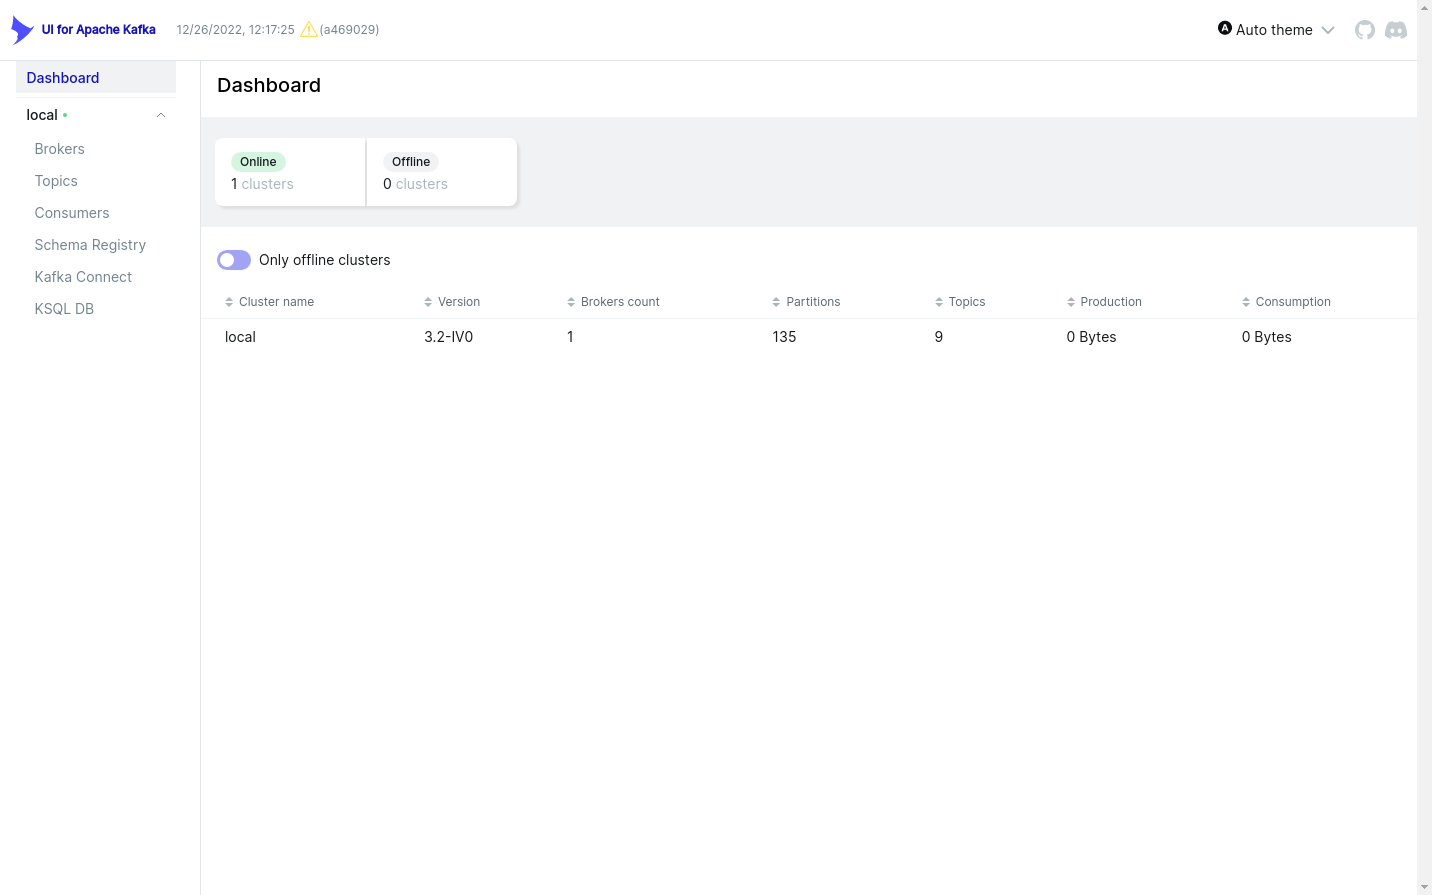 UI for Apache Kafka 12/26/2022, 12:17:25 (a469029) A Auto theme
Dashboard
local
Brokers
Topics
Consumers
Schema Registry
Kafka Connect
KSQL DB
Dashboard
Online Offline
1 clusters 0 clusters
Only offline clusters
Cluster name Version Brokers count Partitions Topics Production Consumption
local 3.2-IV0 1 135 9 0 Bytes 0 Bytes